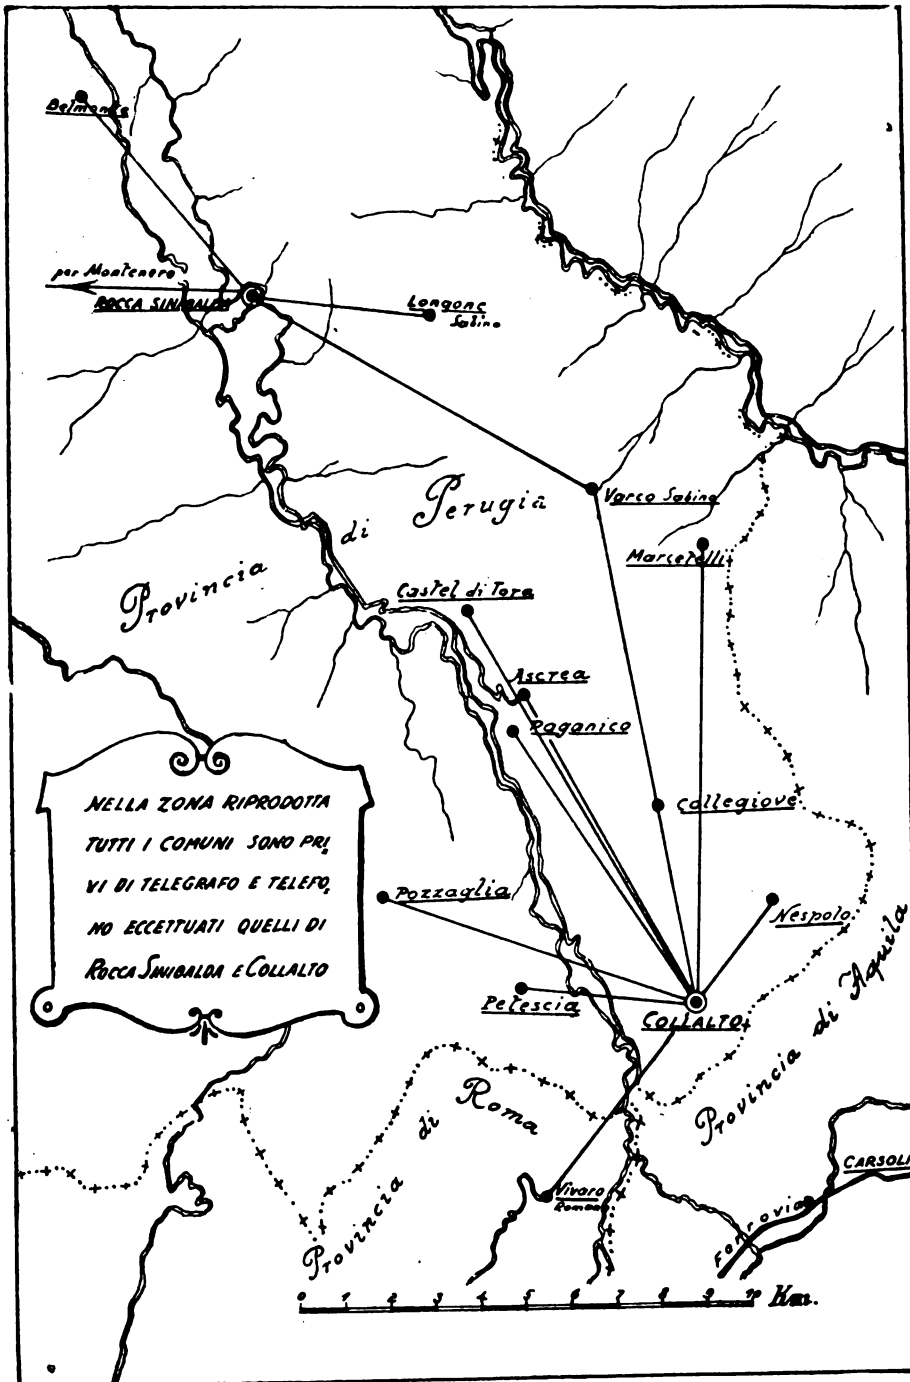 Belmonte
per Montenero
ROCCA SINIBALDA
Longone
Sabino
Varco Sabino
Provincia di Perugia
Marcetelli
Castel di Tora
Ascrea
Paganico
Collegiove
NELLA ZONA RIPRODOTTA
TUTTI I COMUNI SONO PRI-
VI DI TELEGRAFO E TELEFO-
NO ECCETTUATI QUELLI DI
ROCCA SINIBALDA E COLLALTO
Pozzaglia
Nespolo
Petescia
COLLALTO
Provincia di Aquila
Provincia di Roma
CARSOLI
Vivaro
Romano
Ferrovia
0 1 2 3 4 5 6 7 8 9 10 Km.